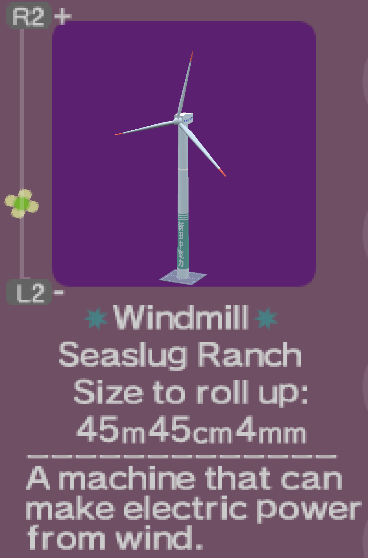 R2 +
L2 -
Windmill
Seaslug Ranch
Size to roll up:
45m45cm4mm
A machine that can
make electric power
from wind.